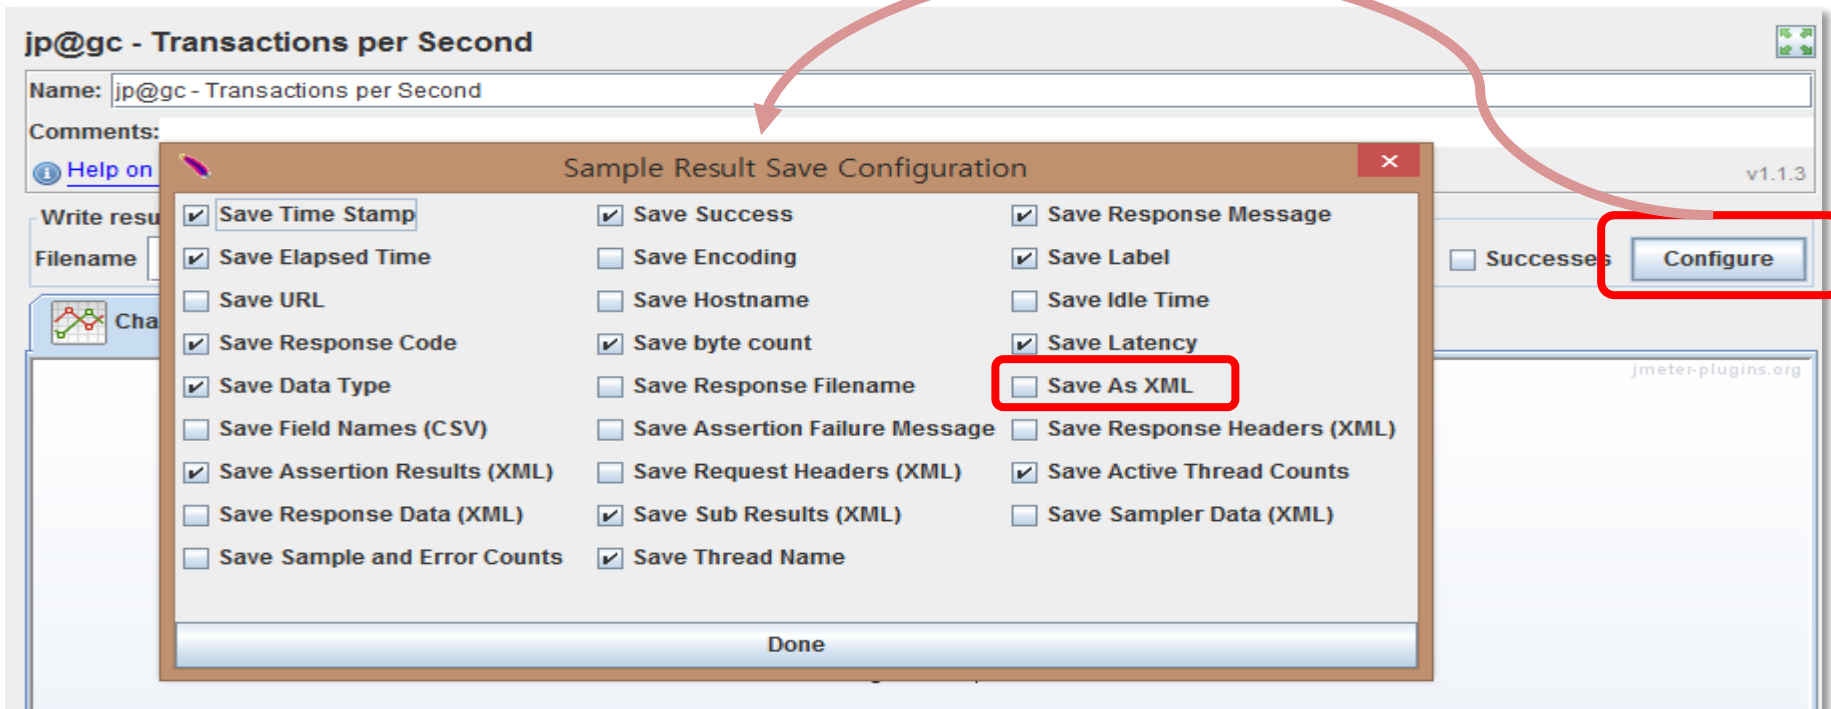 jp@gc - Transactions per Second
Name: jp@gc - Transactions per Second
Comments:
Help on
v1.1.3
Sample Result Save Configuration
Write resu
Filename
Successes
Configure
Cha
jmeter-plugins.org
Save Time Stamp Save Success Save Response Message
Save Elapsed Time Save Encoding Save Label
Save URL Save Hostname Save Idle Time
Save Response Code Save byte count Save Latency
Save Data Type Save Response Filename Save As XML
Save Field Names (CSV) Save Assertion Failure Message Save Response Headers (XML)
Save Assertion Results (XML) Save Request Headers (XML) Save Active Thread Counts
Save Response Data (XML) Save Sub Results (XML) Save Sampler Data (XML)
Save Sample and Error Counts Save Thread Name
Done